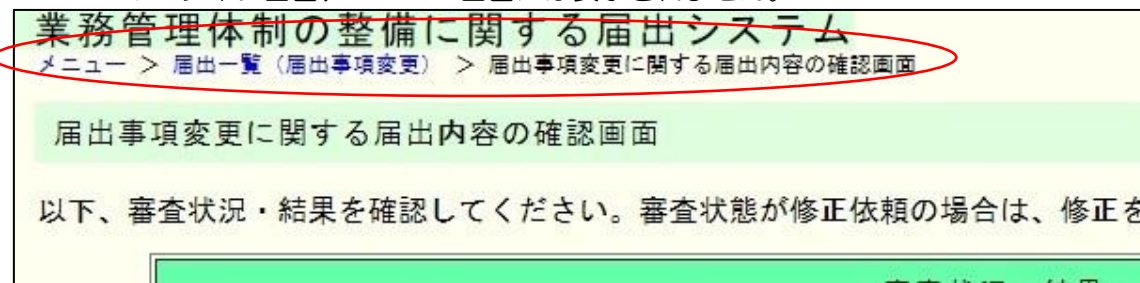 業務管理体制の整備に関する届出システム
メニュー > 届出一覧（届出事項変更） > 届出事項変更に関する届出内容の確認画面
届出事項変更に関する届出内容の確認画面
以下、審査状況・結果を確認してください。審査状態が修正依頼の場合は、修正を